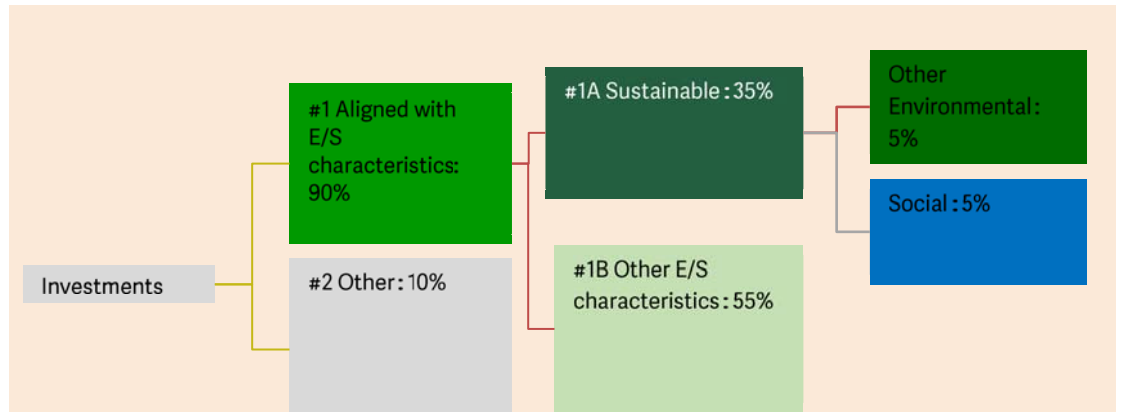 Investments
#1 Aligned with
E/S
characteristics:
90%
#2 Other: 10%
#1A Sustainable: 35%
#1B Other E/S
characteristics: 55%
Other
Environmental:
5%
Social: 5%